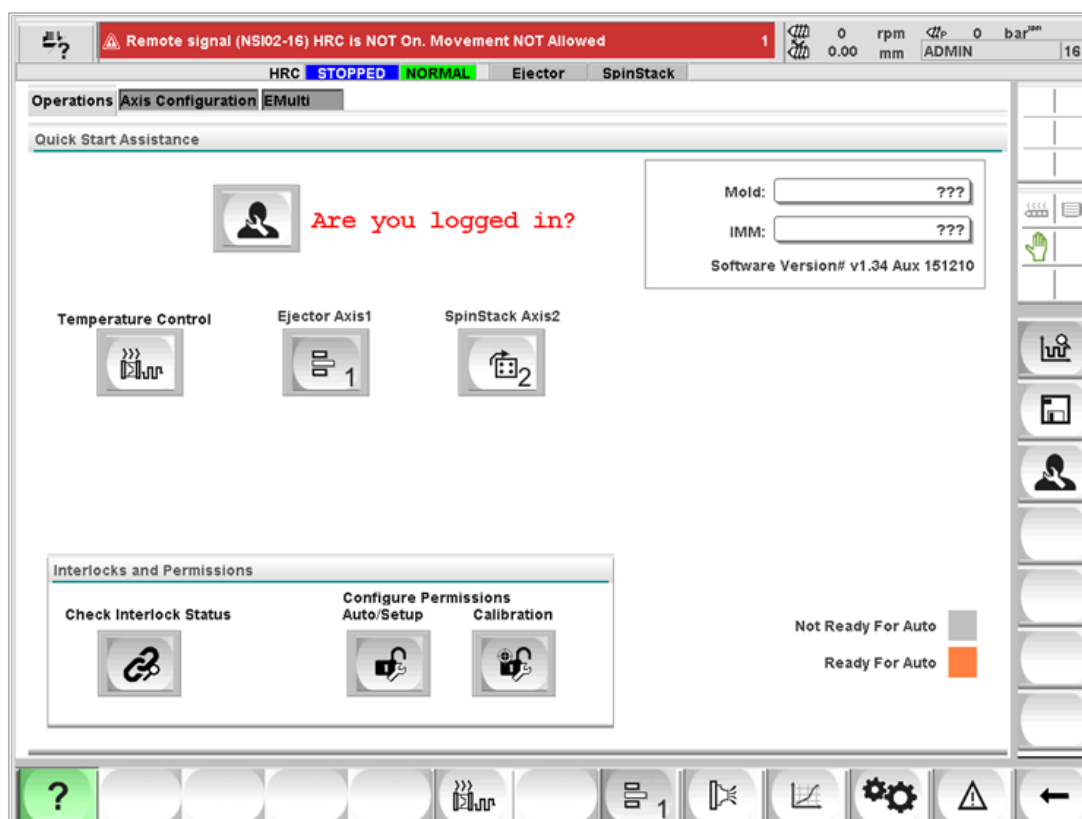 Remote signal (NSI02-16) HRC is NOT On. Movement NOT Allowed 1
0 rpm P 0 bar
0.00 mm ADMIN 16
HRC STOPPED NORMAL Ejector SpinStack
Operations Axis Configuration EMulti
Quick Start Assistance
Are you logged in?
Mold: ???
IMM: ???
Software Version# v1.34 Aux 151210
Temperature Control Ejector Axis1 SpinStack Axis2
1 2
Interlocks and Permissions
Configure Permissions
Check Interlock Status Auto/Setup Calibration
Not Ready For Auto
Ready For Auto
? 1